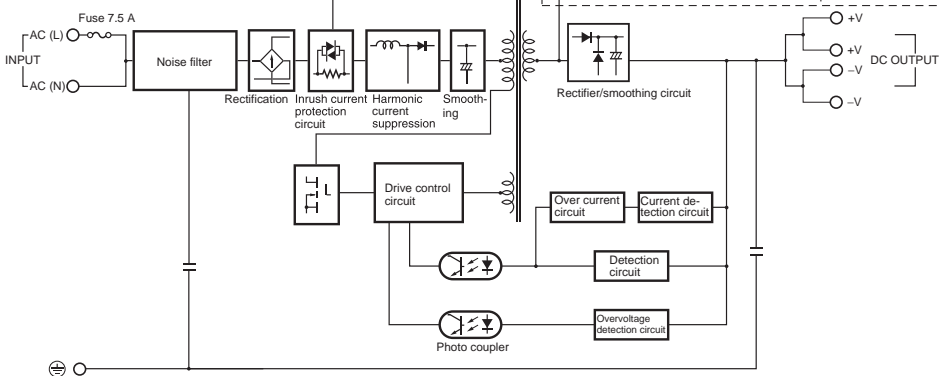 Fuse 7.5 A
AC (L)
INPUT
AC (N)
Noise filter
Rectification
Inrush current
protection
circuit
Harmonic
current
suppression
Smooth-
ing
Rectifier/smoothing circuit
+V
+V
DC OUTPUT
−V
−V
Drive control
circuit
Over current
circuit
Current de-
tection circuit
Detection
circuit
Overvoltage
detection circuit
Photo coupler